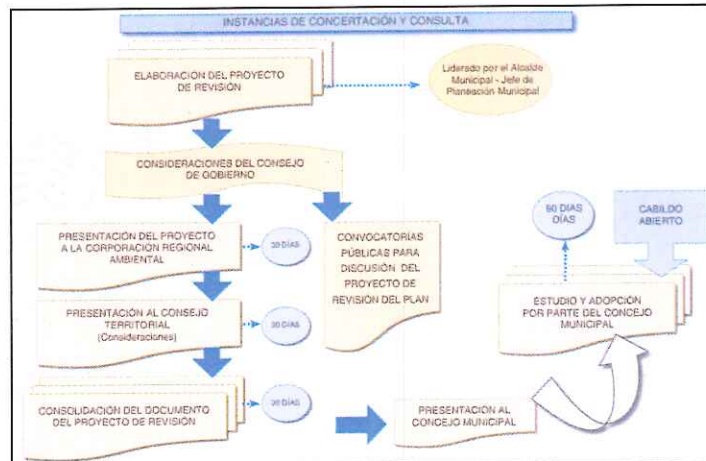 INSTANCIAS DE CONCERTACIÓN Y CONSULTA
ELABORACIÓN DEL PROYECTO
DE REVISIÓN
Liderado por el Alcalde
Municipal - Jefe de
Planeación Municipal
CONSIDERACIONES DEL CONSEJO
DE GOBIERNO
PRESENTACIÓN DEL PROYECTO
A LA CORPORACIÓN REGIONAL
AMBIENTAL
30 DÍAS
CONVOCATORÍAS
PÚBLICAS PARA
DISCUSIÓN DEL
PROYECTO DE
REVISIÓN DEL PLAN
60 DÍAS
DÍAS
CABILDO
ABIERTO
PRESENTACIÓN AL CONSEJO
TERRITORIAL
(Consideraciones)
30 DÍAS
ESTUDIO Y ADOPCIÓN
POR PARTE DEL CONCEJO
MUNICIPAL
CONSOLIDACIÓN DEL DOCUMENTO
DEL PROYECTO DE REVISIÓN
30 DÍAS
PRESENTACIÓN AL
CONCEJO MUNICIPAL